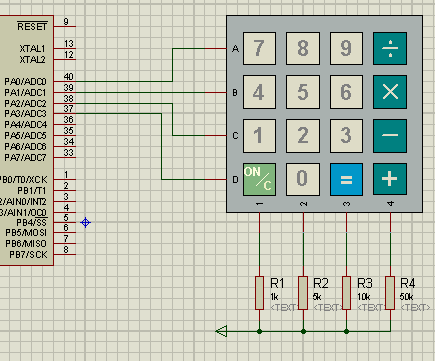 RESET 9
XTAL1 13
XTAL2 12
PA0/ADC0 40
PA1/ADC1 39
PA2/ADC2 38
PA3/ADC3 37
PA4/ADC4 36
PA5/ADC5 35
PA6/ADC6 34
PA7/ADC7 33
PB0/T0/XCK 1
PB1/T1 2
2/AIN0/INT2 3
3/AIN1/OC0 4
PB4/SS 5
PB5/MOSI 6
PB6/MISO 7
PB7/SCK 8
A 7 8 9 ÷
B 4 5 6 ×
C 1 2 3 −
D ON/C 0 = +
1 2 3 4
R1 R2 R3 R4
1k 5k 10k 50k
<TEXT> <TEXT> <TEXT> <TEXT>